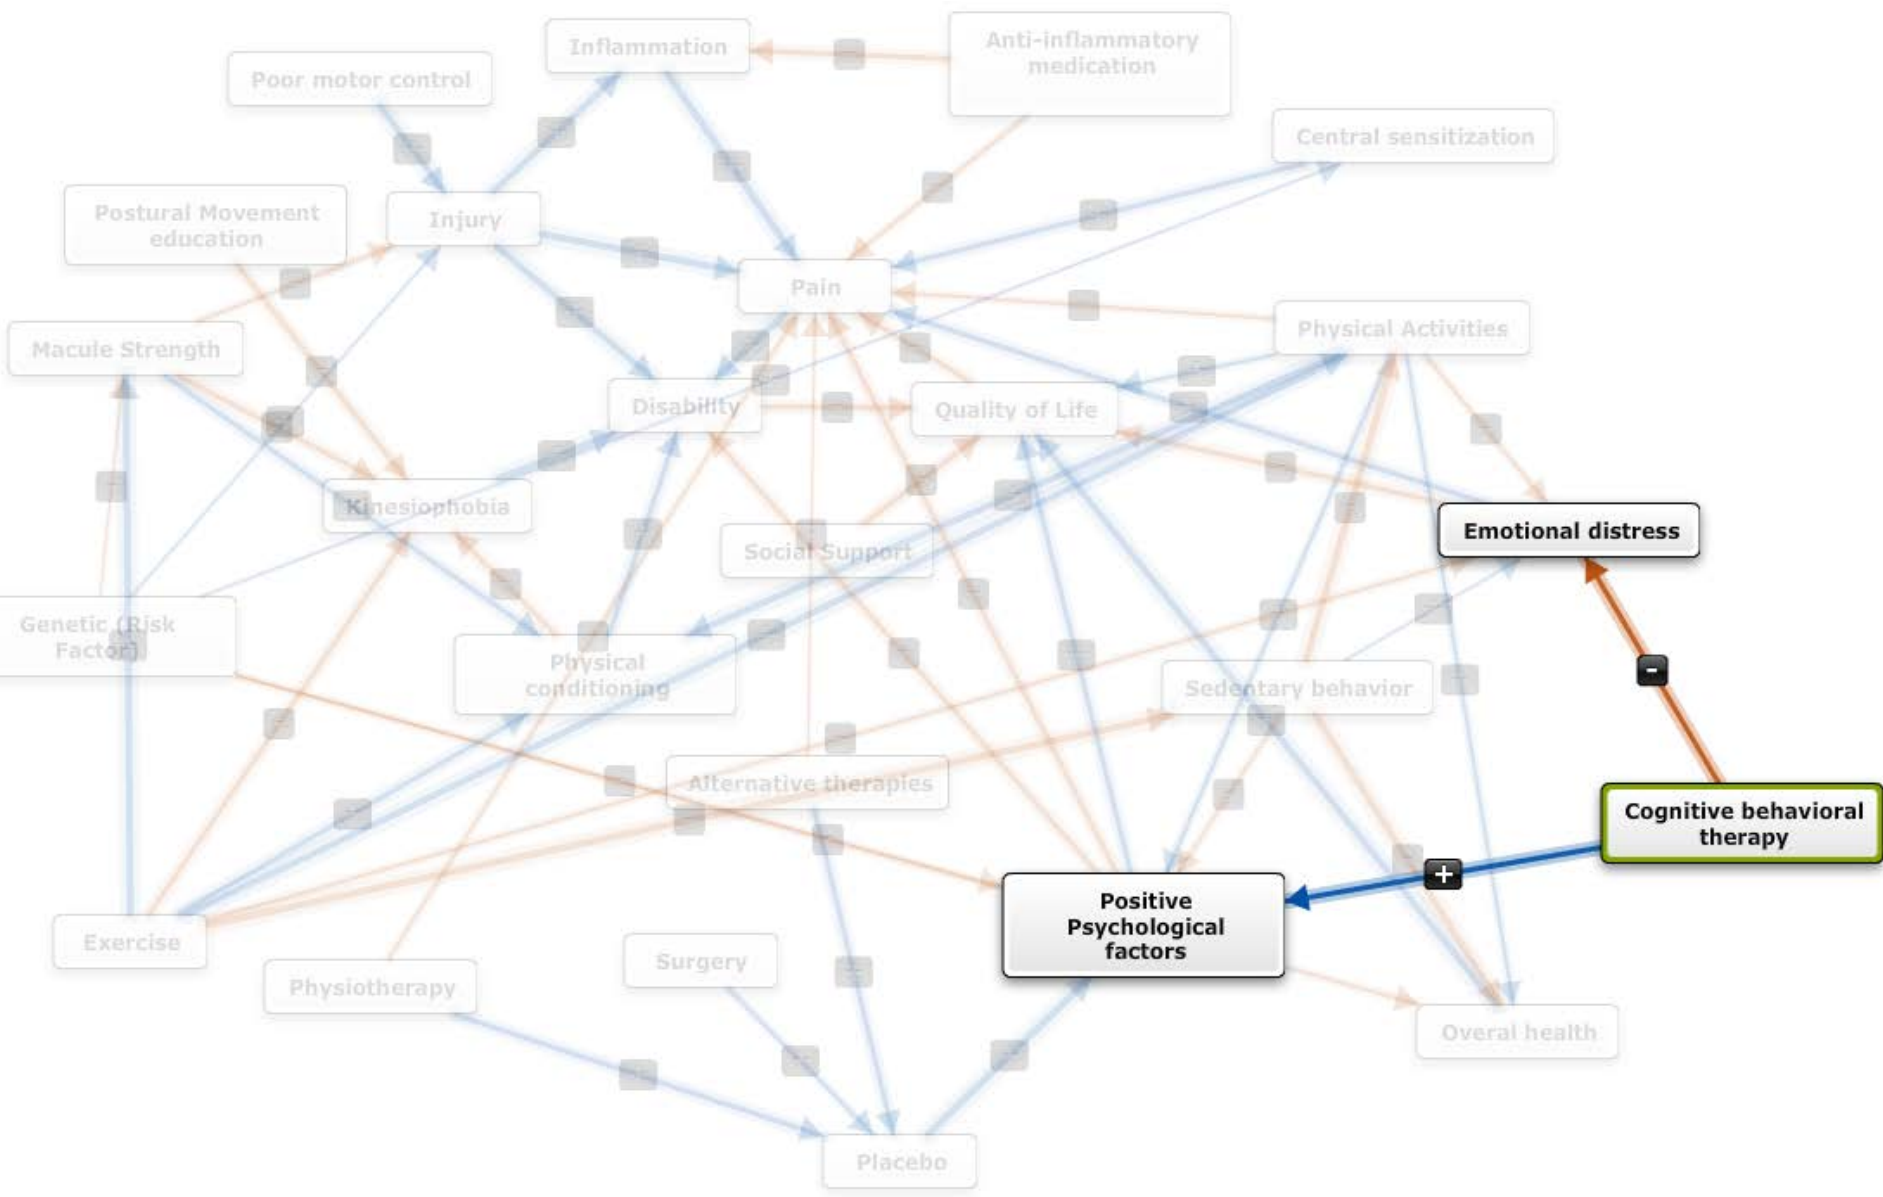 Inflammation
Anti-inflammatory
medication
Poor motor control
Central sensitization
Postural Movement
education
Injury
Pain
Physical Activities
Macule Strength
Disability
Quality of Life
Kinesiophobia
Emotional distress
Social Support
Genetic (Risk
Factor)
Physical
conditioning
Sedentary behavior
-
Alternative therapies
Cognitive behavioral
therapy
+
Positive
Psychological
factors
Exercise
Surgery
Physiotherapy
Overal health
Placebo